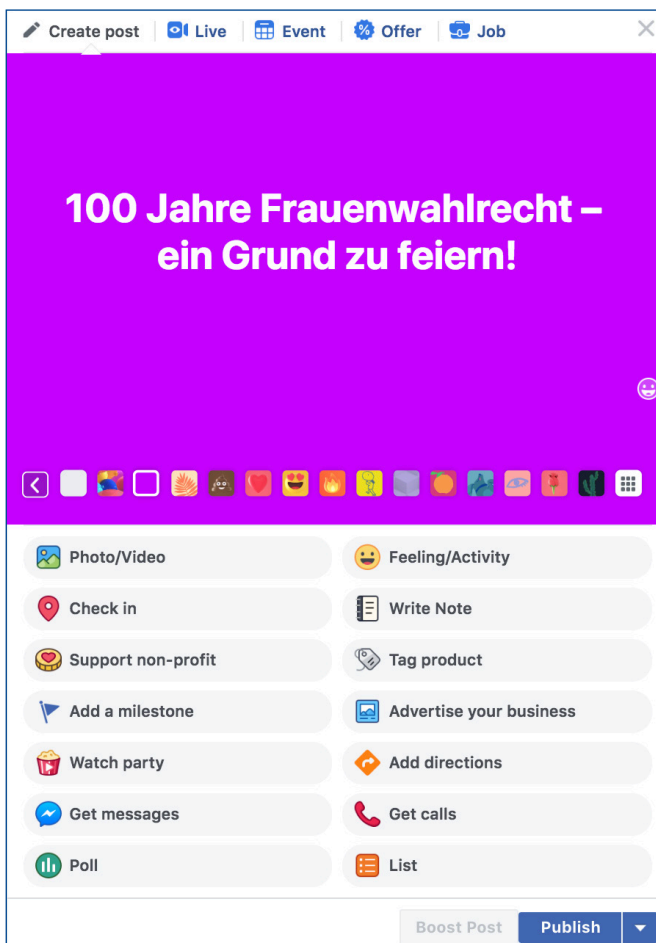 Create post Live Event Offer Job
100 Jahre Frauenwahlrecht –
ein Grund zu feiern!
Photo/Video Feeling/Activity
Check in Write Note
Support non-profit Tag product
Add a milestone Advertise your business
Watch party Add directions
Get messages Get calls
Poll List
Boost Post Publish